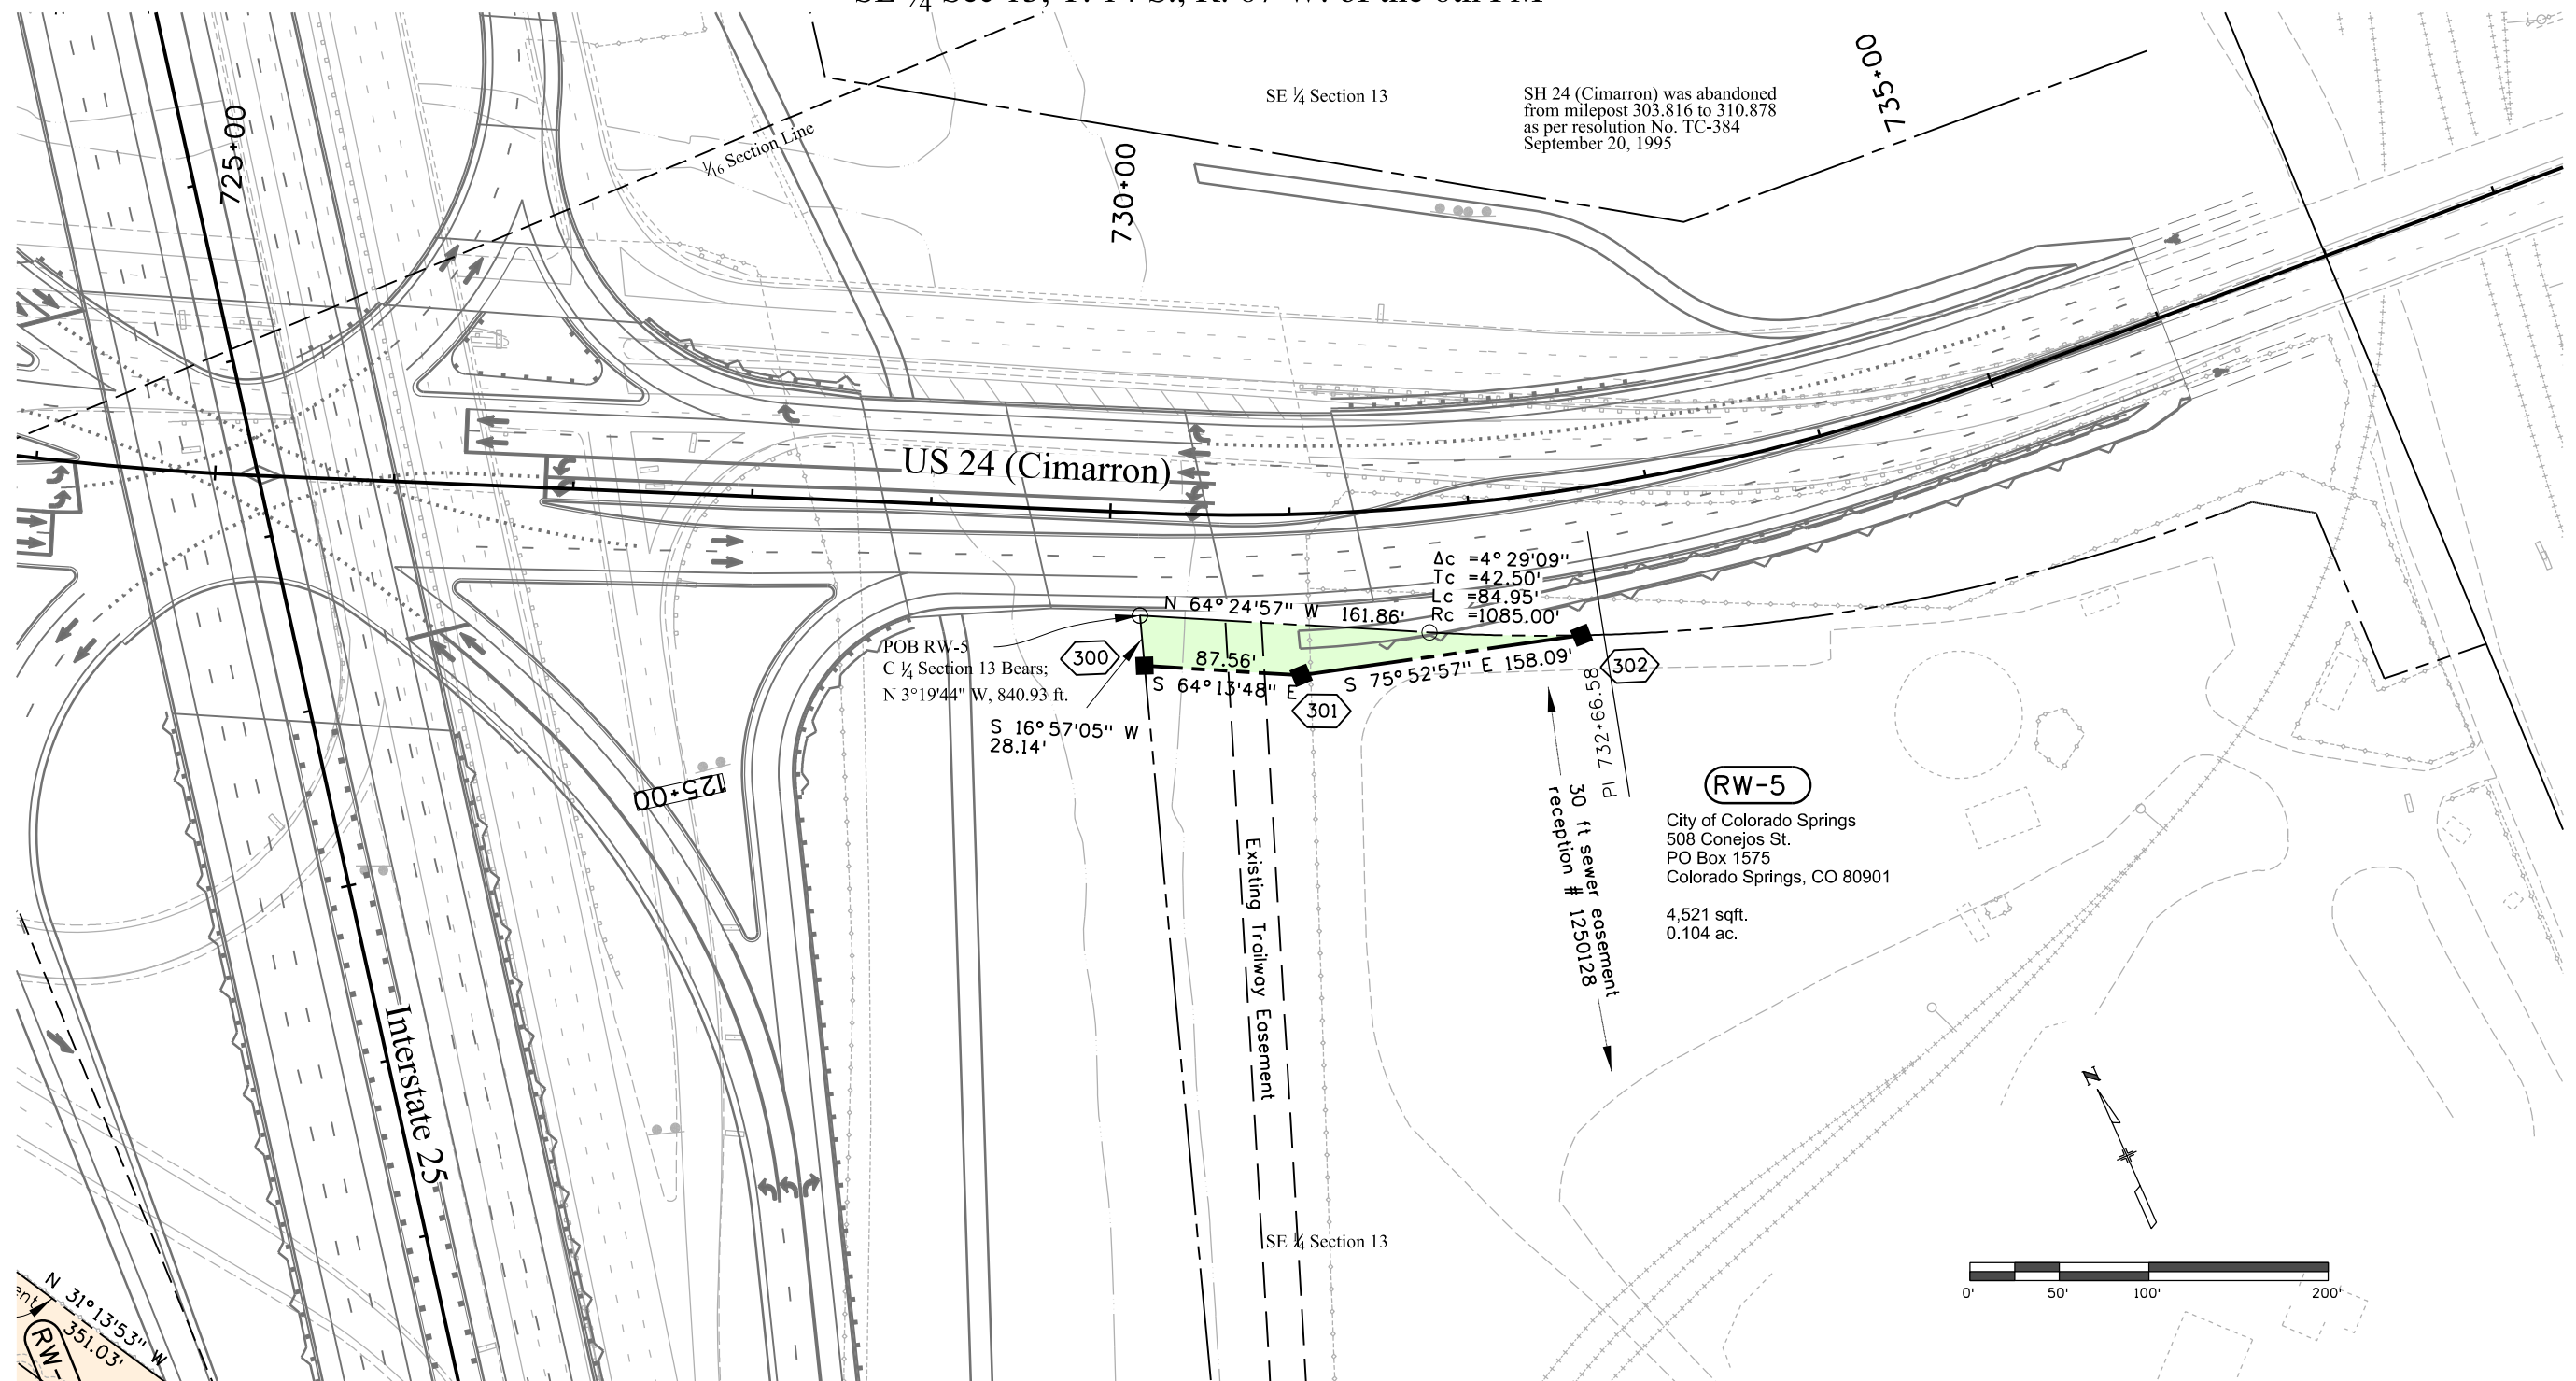 725+00
1/16 Section Line
730+00
SE 1/4 Section 13
SH 24 (Cimarron) was abandoned
from milepost 303.816 to 310.878
as per resolution No. TC-384
September 20, 1995
735+00
US 24 (Cimarron)
Δc =4°29'09"
Tc =42.50'
Lc =84.95'
Rc =1085.00'
N 64°24'57" W 161.86'
POB RW-5
C 1/4 Section 13 Bears;
N 3°19'44" W, 840.93 ft.
300
87.56'
S 64°13'48" E
S 75°52'57" E 158.09'
302
301
S 16°57'05" W
28.14'
PI 732+66.58
125+00
Existing Trailway Easement
30 ft sewer easement
reception # 1250128
RW-5
City of Colorado Springs
508 Conejos St.
PO Box 1575
Colorado Springs, CO 80901
4,521 sqft.
0.104 ac.
Interstate 25
N
SE 1/4 Section 13
0' 50' 100' 200'
N 31°13'53" W
351.03'
RW-